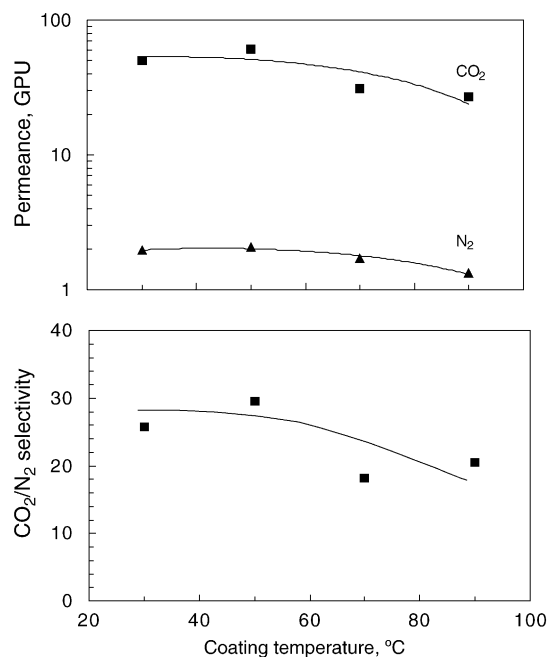 100
10
1
Permeance, GPU
CO2
N2
40
30
20
10
0
CO2/N2 selectivity
20 40 60 80 100
Coating temperature, ºC